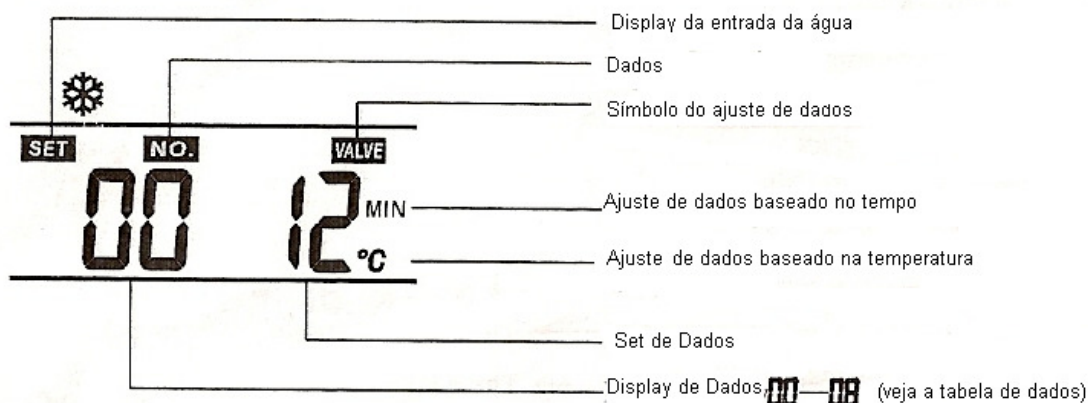 Display da entrada da água
Dados
Símbolo do ajuste de dados
SET NO. VALVE
00 12 MIN
°C
Ajuste de dados baseado no tempo
Ajuste de dados baseado na temperatura
Set de Dados
Display de Dados, 00—08 (veja a tabela de dados)